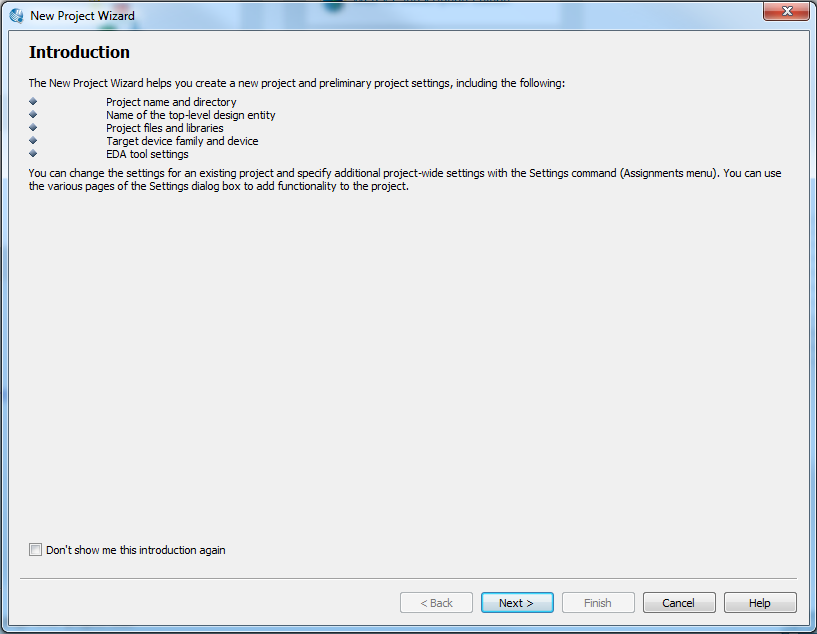 New Project Wizard
Introduction
The New Project Wizard helps you create a new project and preliminary project settings, including the following:
Project name and directory
Name of the top-level design entity
Project files and libraries
Target device family and device
EDA tool settings
You can change the settings for an existing project and specify additional project-wide settings with the Settings command (Assignments menu). You can use
the various pages of the Settings dialog box to add functionality to the project.
Don't show me this introduction again
< Back Next > Finish Cancel Help